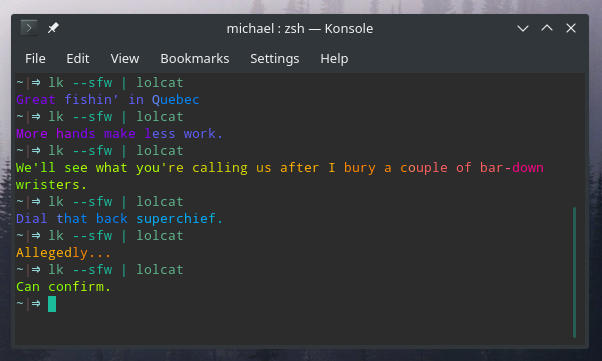 michael : zsh — Konsole
File Edit View Bookmarks Settings Help
~|⇒ lk --sfw | lolcat
Great fishin' in Quebec
~|⇒ lk --sfw | lolcat
More hands make less work.
~|⇒ lk --sfw | lolcat
We'll see what you're calling us after I bury a couple of bar-down
wristers.
~|⇒ lk --sfw | lolcat
Dial that back superchief.
~|⇒ lk --sfw | lolcat
Allegedly...
~|⇒ lk --sfw | lolcat
Can confirm.
~|⇒